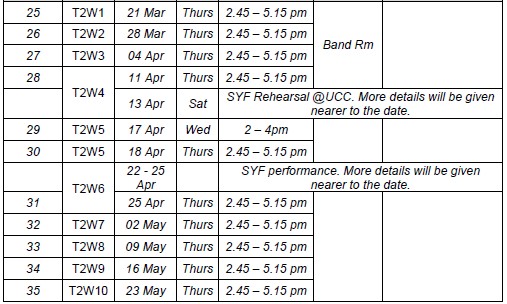 25 T2W1 21 Mar Thurs 2.45 – 5.15 pm
26 T2W2 28 Mar Thurs 2.45 – 5.15 pm
Band Rm
27 T2W3 04 Apr Thurs 2.45 – 5.15 pm
28 T2W4 11 Apr Thurs 2.45 – 5.15 pm
13 Apr Sat SYF Rehearsal @UCC. More details will be given
nearer to the date.
29 T2W5 17 Apr Wed 2 – 4pm
30 T2W5 18 Apr Thurs 2.45 – 5.15 pm
T2W6 22 - 25
Apr
SYF performance. More details will be given
nearer to the date.
31 25 Apr Thurs 2.45 – 5.15 pm
32 T2W7 02 May Thurs 2.45 – 5.15 pm
33 T2W8 09 May Thurs 2.45 – 5.15 pm
34 T2W9 16 May Thurs 2.45 – 5.15 pm
35 T2W10 23 May Thurs 2.45 – 5.15 pm